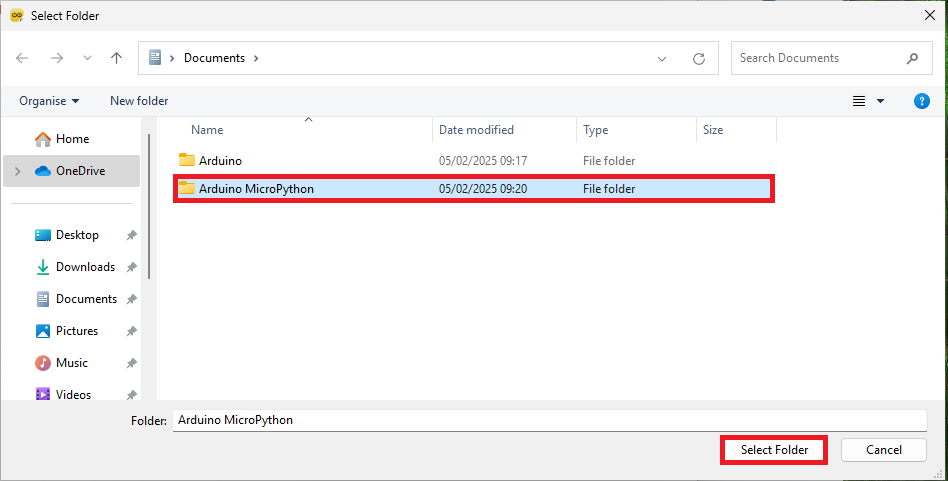 Select Folder
Documents
Search Documents
Organise New folder
Name Date modified Type Size
Home
OneDrive
Desktop
Downloads
Documents
Pictures
Music
Videos
Arduino 05/02/2025 09:17 File folder
Arduino MicroPython 05/02/2025 09:20 File folder
Folder: Arduino MicroPython
Select Folder Cancel